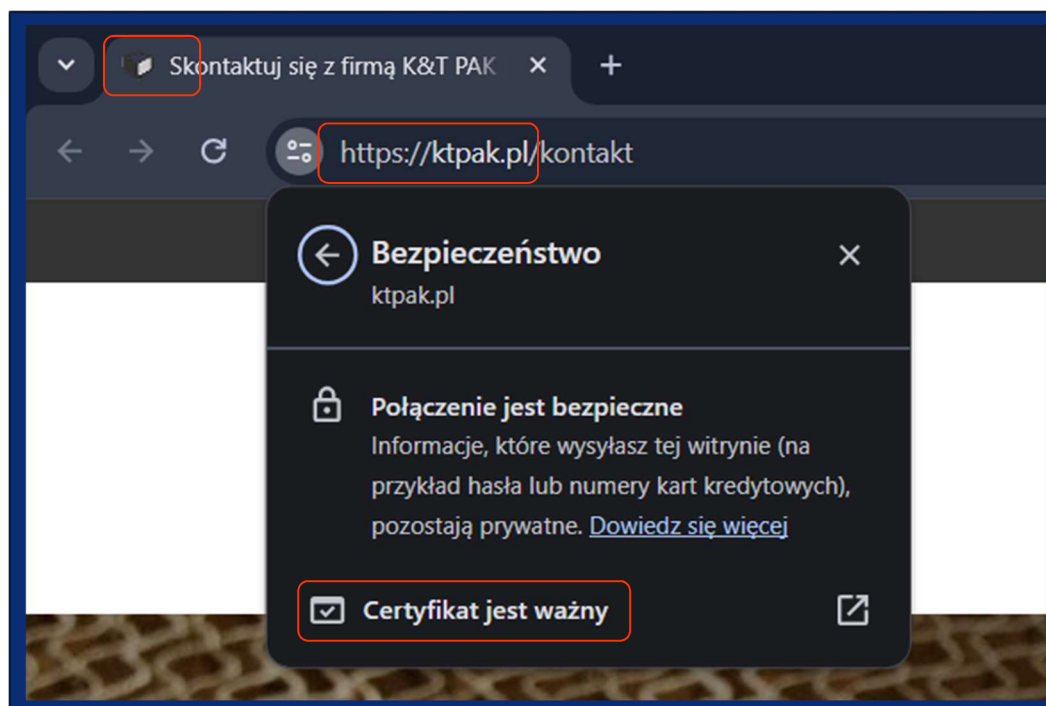 Skontaktuj się z firmą K&T PAK
https://ktpak.pl/kontakt
Bezpieczeństwo
ktpak.pl
Połączenie jest bezpieczne
Informacje, które wysyłasz tej witrynie (na
przykład hasła lub numery kart kredytowych),
pozostają prywatne. Dowiedz się więcej
Certyfikat jest ważny